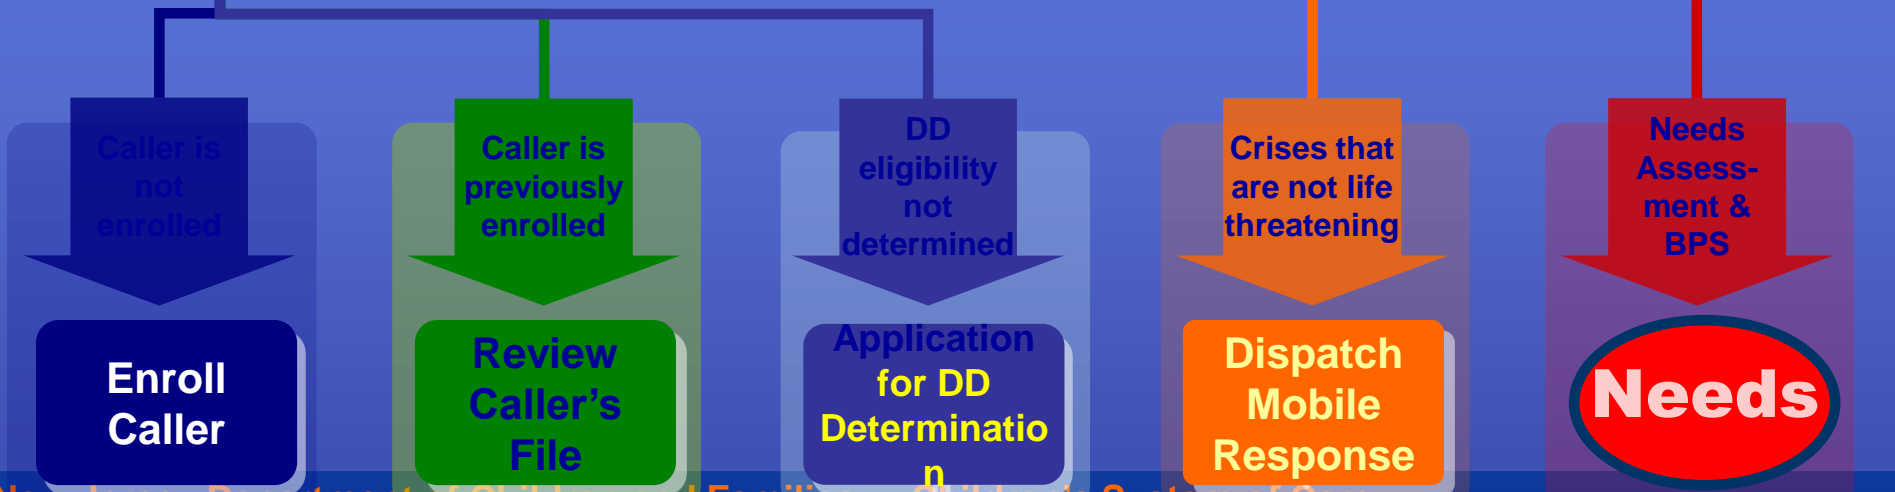 Caller is
not
enrolled
Caller is
previously
enrolled
DD
eligibility
not
determined
Crises that
are not life
threatening
Needs
Assess-
ment &
BPS
Enroll
Caller
Review
Caller's
File
Application
for DD
Determinatio
n
Dispatch
Mobile
Response
Needs